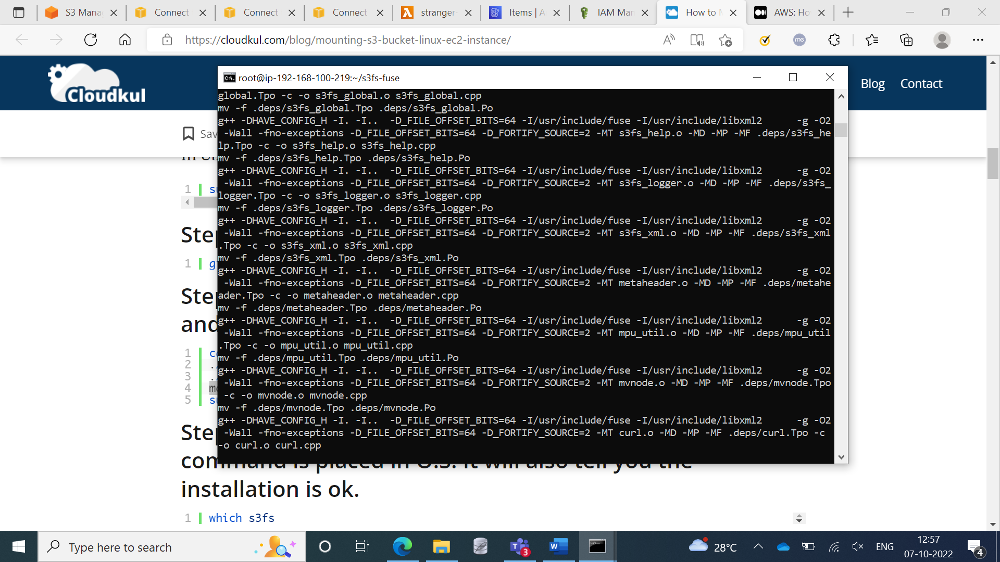 S3 Mana
Connect
Connect
Connect
stranger-
Items | A
IAM Man
How to M
AWS: Ho
https://cloudkul.com/blog/mounting-s3-bucket-linux-ec2-instance/
me
Cloudkul
Blog
Contact
root@ip-192-168-100-219:~/s3fs-fuse
global.Tpo -c -o s3fs_global.o s3fs_global.cpp
mv -f .deps/s3fs_global.Tpo .deps/s3fs_global.Po
g++ -DHAVE_CONFIG_H -I. -I..  -D_FILE_OFFSET_BITS=64 -I/usr/include/fuse -I/usr/include/libxml2      -g -O2
 -Wall -fno-exceptions -D_FILE_OFFSET_BITS=64 -D_FORTIFY_SOURCE=2 -MT s3fs_help.o -MD -MP -MF .deps/s3fs_he
lp.Tpo -c -o s3fs_help.o s3fs_help.cpp
mv -f .deps/s3fs_help.Tpo .deps/s3fs_help.Po
g++ -DHAVE_CONFIG_H -I. -I..  -D_FILE_OFFSET_BITS=64 -I/usr/include/fuse -I/usr/include/libxml2      -g -O2
 -Wall -fno-exceptions -D_FILE_OFFSET_BITS=64 -D_FORTIFY_SOURCE=2 -MT s3fs_logger.o -MD -MP -MF .deps/s3fs_
logger.Tpo -c -o s3fs_logger.o s3fs_logger.cpp
mv -f .deps/s3fs_logger.Tpo .deps/s3fs_logger.Po
g++ -DHAVE_CONFIG_H -I. -I..  -D_FILE_OFFSET_BITS=64 -I/usr/include/fuse -I/usr/include/libxml2      -g -O2
 -Wall -fno-exceptions -D_FILE_OFFSET_BITS=64 -D_FORTIFY_SOURCE=2 -MT s3fs_xml.o -MD -MP -MF .deps/s3fs_xml
.Tpo -c -o s3fs_xml.o s3fs_xml.cpp
mv -f .deps/s3fs_xml.Tpo .deps/s3fs_xml.Po
g++ -DHAVE_CONFIG_H -I. -I..  -D_FILE_OFFSET_BITS=64 -I/usr/include/fuse -I/usr/include/libxml2      -g -O2
 -Wall -fno-exceptions -D_FILE_OFFSET_BITS=64 -D_FORTIFY_SOURCE=2 -MT metaheader.o -MD -MP -MF .deps/metahe
ader.Tpo -c -o metaheader.o metaheader.cpp
mv -f .deps/metaheader.Tpo .deps/metaheader.Po
g++ -DHAVE_CONFIG_H -I. -I..  -D_FILE_OFFSET_BITS=64 -I/usr/include/fuse -I/usr/include/libxml2      -g -O2
 -Wall -fno-exceptions -D_FILE_OFFSET_BITS=64 -D_FORTIFY_SOURCE=2 -MT mpu_util.o -MD -MP -MF .deps/mpu_util
.Tpo -c -o mpu_util.o mpu_util.cpp
mv -f .deps/mpu_util.Tpo .deps/mpu_util.Po
g++ -DHAVE_CONFIG_H -I. -I..  -D_FILE_OFFSET_BITS=64 -I/usr/include/fuse -I/usr/include/libxml2      -g -O2
 -Wall -fno-exceptions -D_FILE_OFFSET_BITS=64 -D_FORTIFY_SOURCE=2 -MT mvnode.o -MD -MP -MF .deps/mvnode.Tpo
 -c -o mvnode.o mvnode.cpp
mv -f .deps/mvnode.Tpo .deps/mvnode.Po
g++ -DHAVE_CONFIG_H -I. -I..  -D_FILE_OFFSET_BITS=64 -I/usr/include/fuse -I/usr/include/libxml2      -g -O2
 -Wall -fno-exceptions -D_FILE_OFFSET_BITS=64 -D_FORTIFY_SOURCE=2 -MT curl.o -MD -MP -MF .deps/curl.Tpo -c
-o curl.o curl.cpp
Sav
1
Step
1 g
Step
and
1
2
3
4
5
Step
command is placed in O.S. It will also tell you the
installation is ok.
1 which s3fs
Type here to search
3
28°C
ENG
12:57
07-10-2022
4